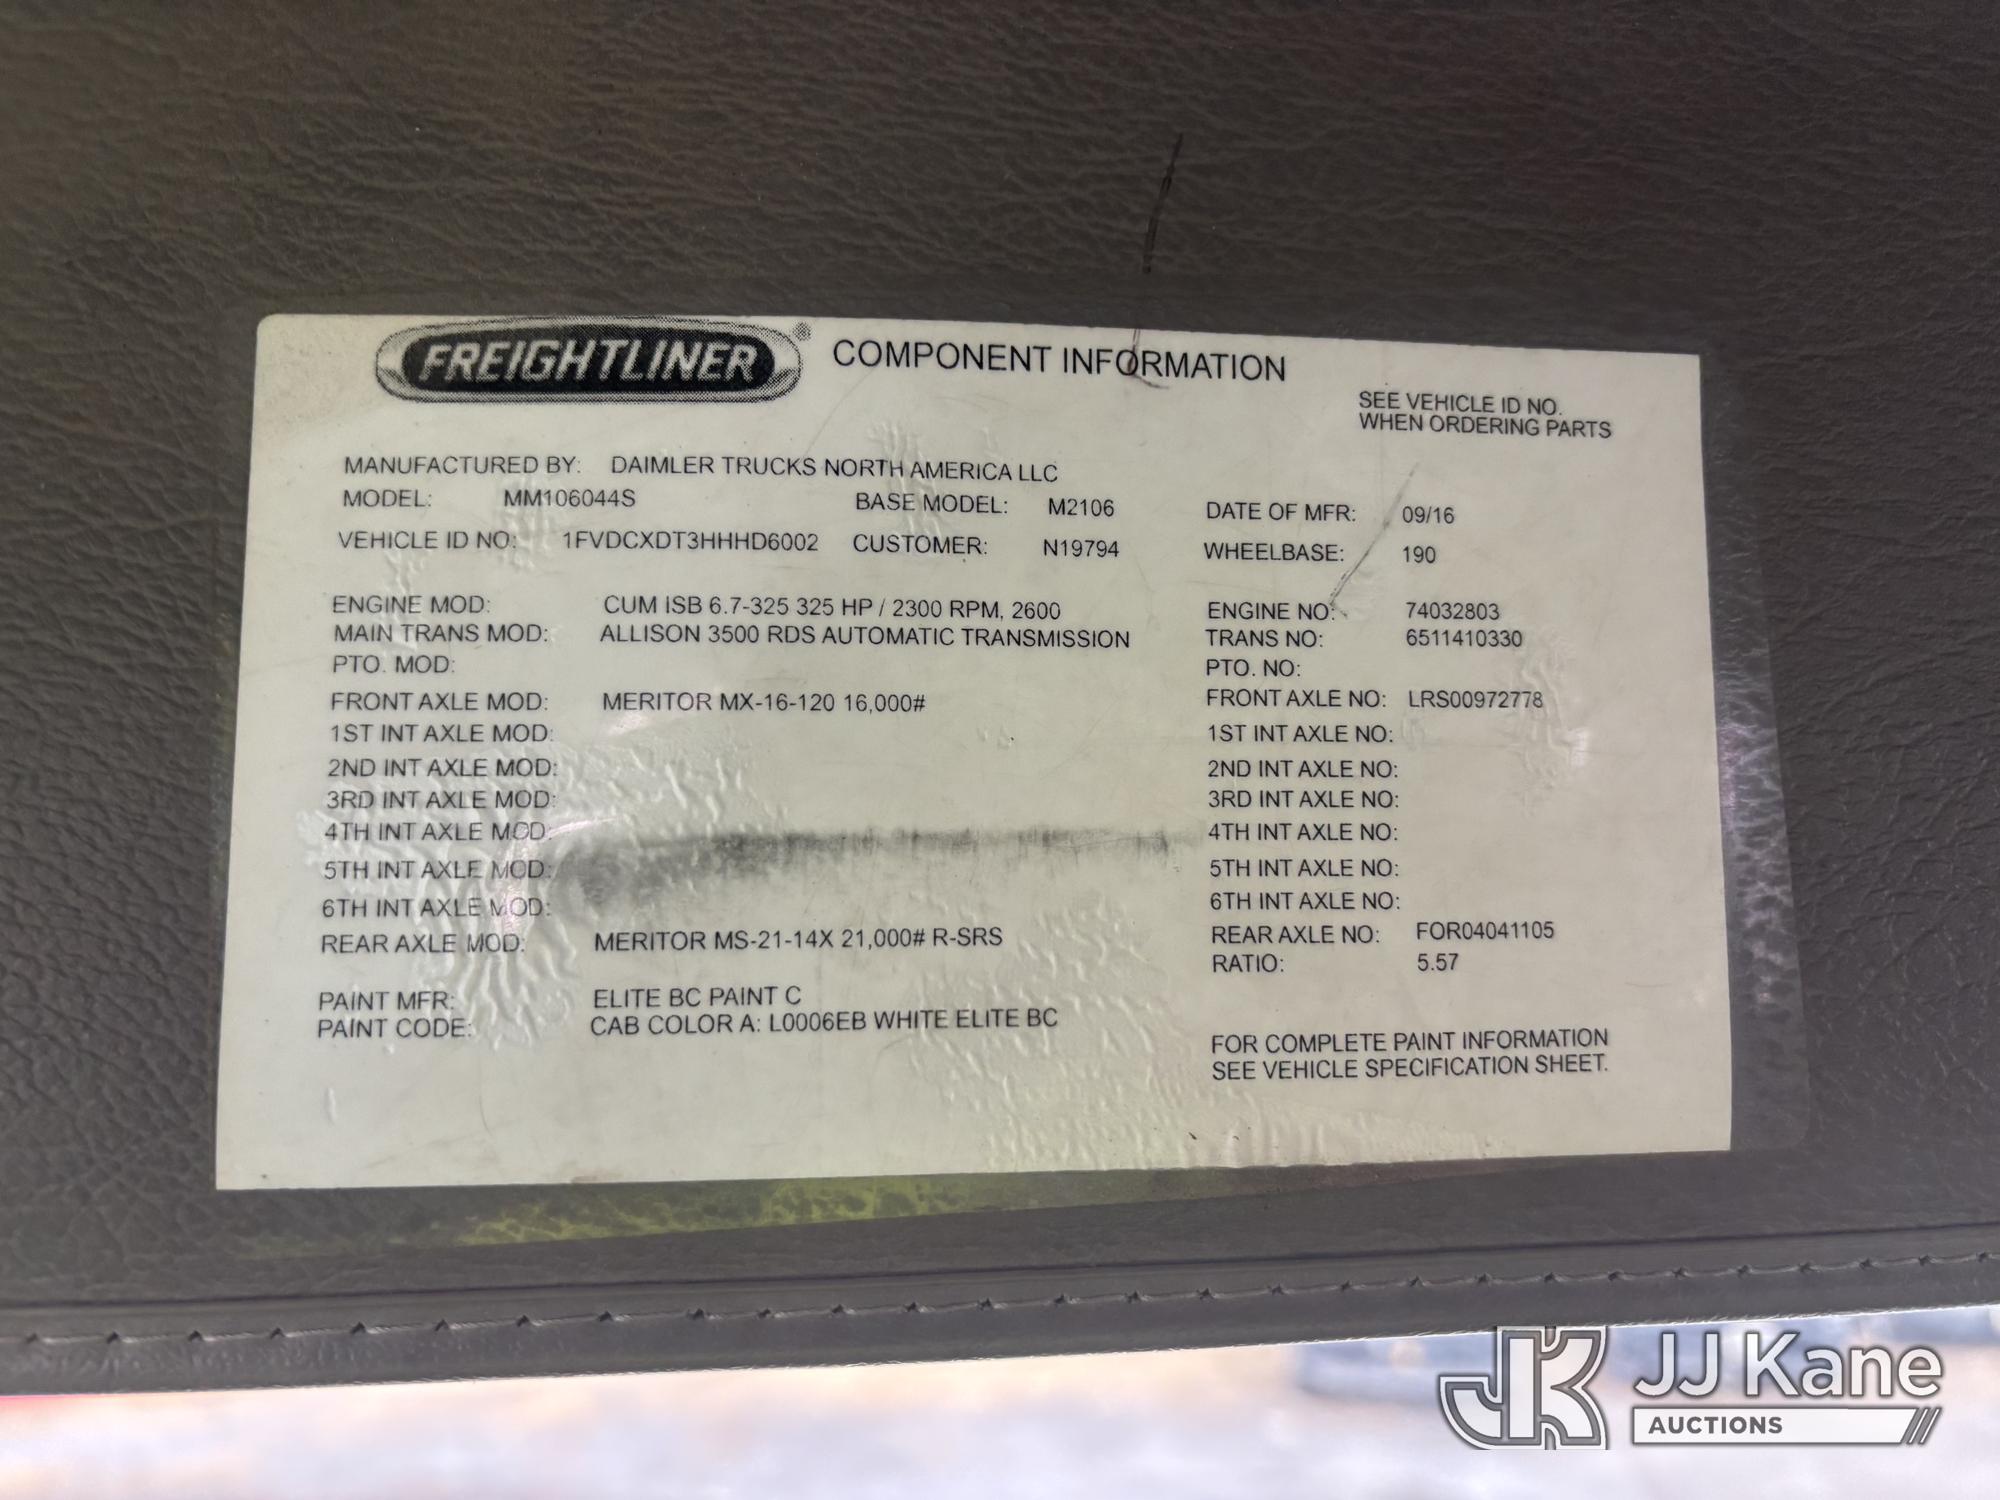 FREIGHTLINER ® COMPONENT INFORMATION
SEE VEHICLE ID NO.
WHEN ORDERING PARTS
MANUFACTURED BY: DAIMLER TRUCKS NORTH AMERICA LLC
MODEL: MM106044S BASE MODEL: M2106 DATE OF MFR: 09/16
VEHICLE ID NO: 1FVDCXDT3HHHD6002 CUSTOMER: N19794 WHEELBASE: 190
ENGINE MOD: CUM ISB 6.7-325 325 HP / 2300 RPM, 2600 ENGINE NO: 74032803
MAIN TRANS MOD: ALLISON 3500 RDS AUTOMATIC TRANSMISSION TRANS NO: 6511410330
PTO. MOD: PTO. NO:
FRONT AXLE MOD: MERITOR MX-16-120 16,000# FRONT AXLE NO: LRS00972778
1ST INT AXLE MOD: 1ST INT AXLE NO:
2ND INT AXLE MOD: 2ND INT AXLE NO:
3RD INT AXLE MOD: 3RD INT AXLE NO:
4TH INT AXLE MOD: 4TH INT AXLE NO:
5TH INT AXLE MOD: 5TH INT AXLE NO:
6TH INT AXLE MOD: 6TH INT AXLE NO:
REAR AXLE MOD: MERITOR MS-21-14X 21,000# R-SRS REAR AXLE NO: FOR04041105
RATIO: 5.57
PAINT MFR: ELITE BC PAINT C
PAINT CODE: CAB COLOR A: L0006EB WHITE ELITE BC
FOR COMPLETE PAINT INFORMATION
SEE VEHICLE SPECIFICATION SHEET.
JK JJ Kane
AUCTIONS